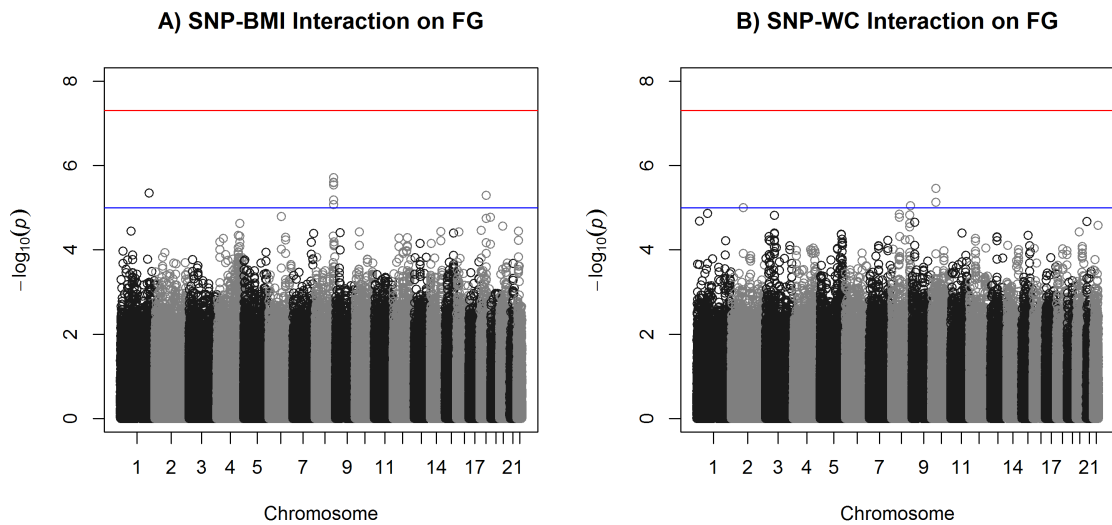 A) SNP-BMI Interaction on FG
8
6
4
2
0
−log10(p)
1 2 3 4 5 7 9 11 14 17 21
Chromosome
B) SNP-WC Interaction on FG
8
6
4
2
0
−log10(p)
1 2 3 4 5 7 9 11 14 17 21
Chromosome